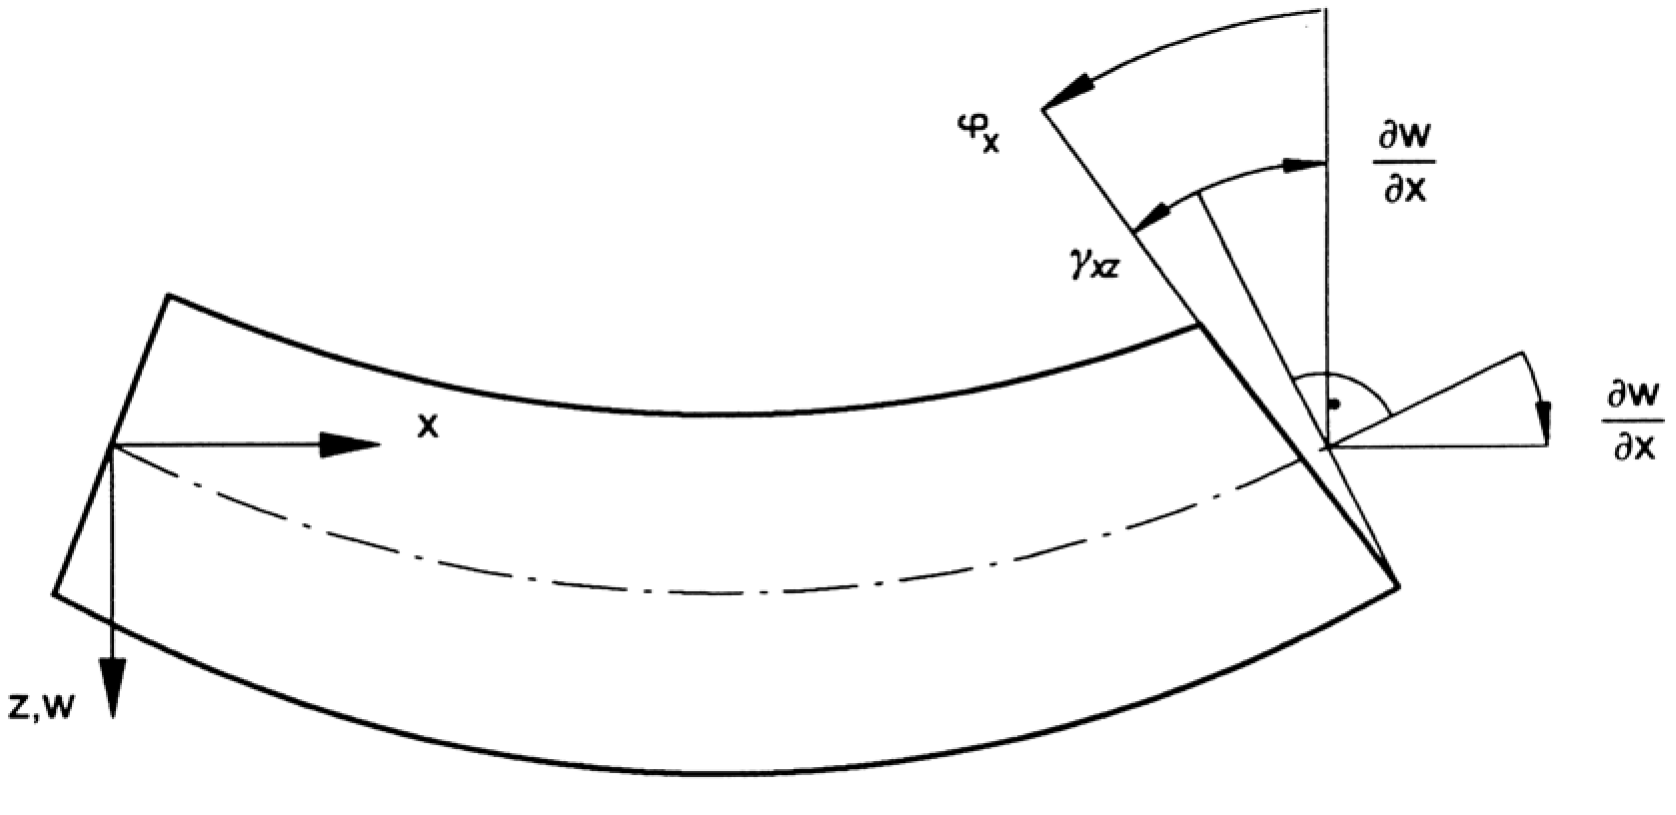 φx
∂w
∂x
γxz
x
∂w
∂x
z,w